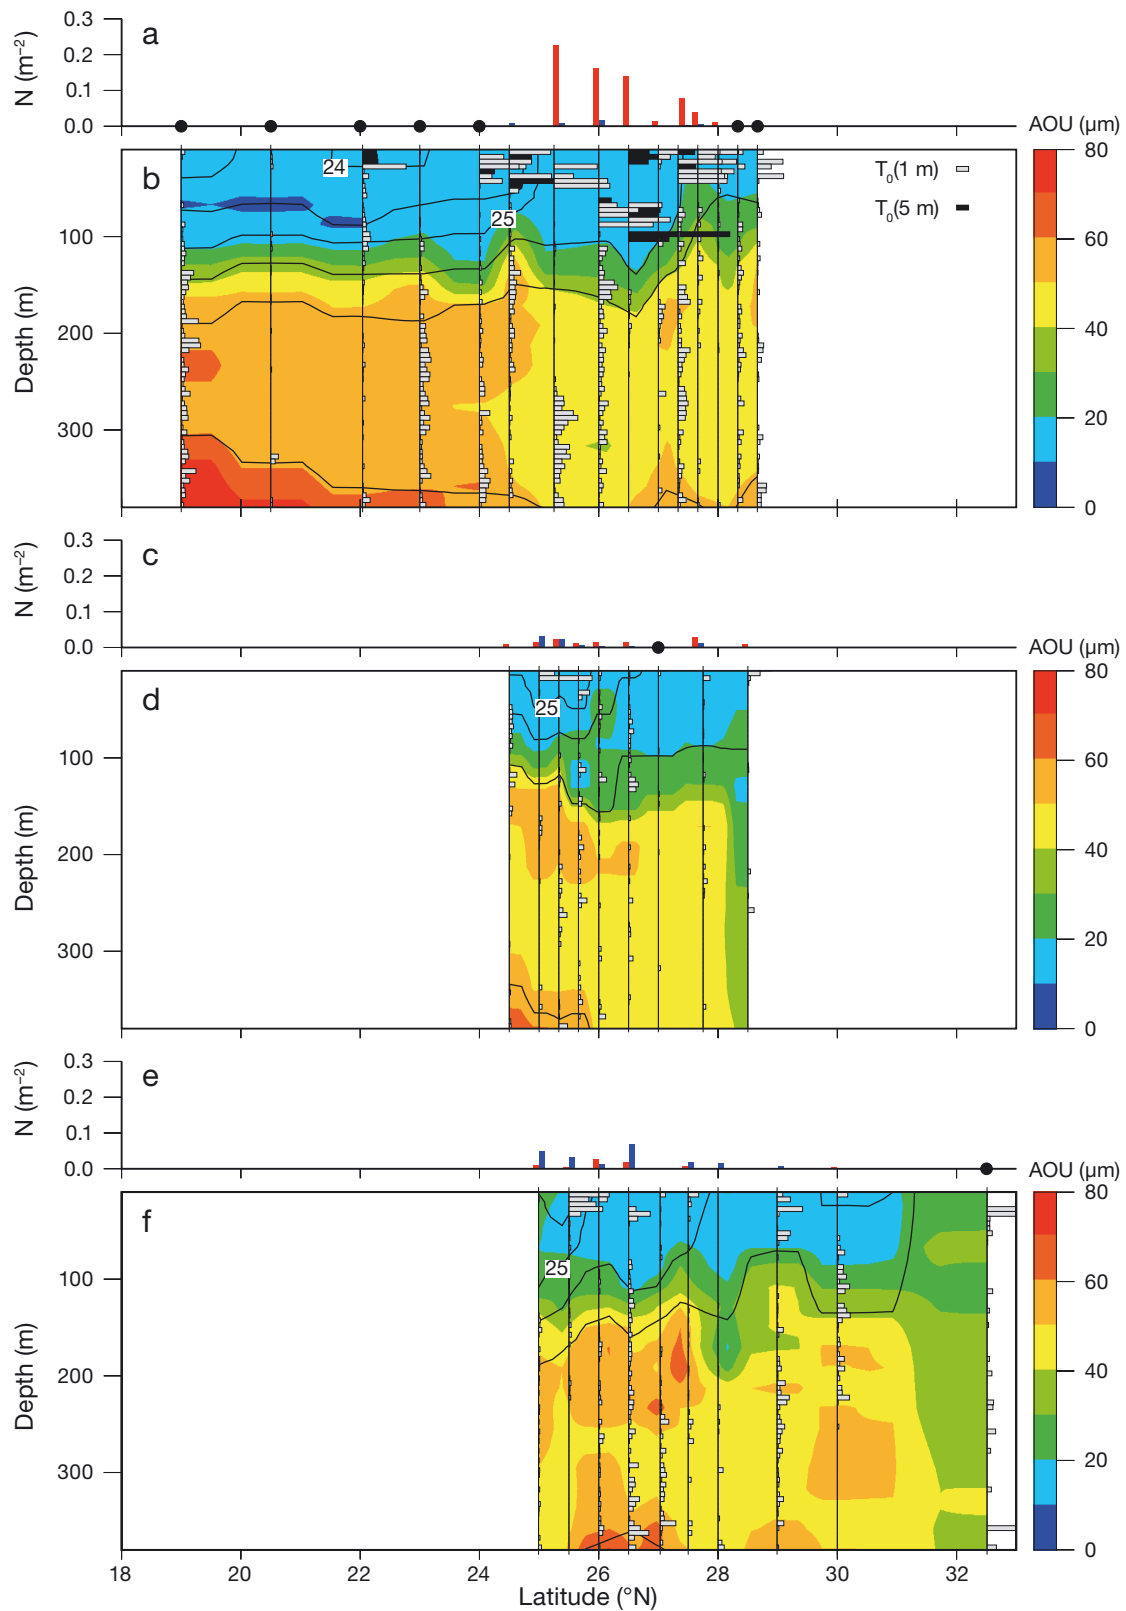 a
N (m⁻²)
0.3
0.2
0.1
0.0
AOU (µm)
b
24
25
T₀(1 m)
T₀(5 m)
Depth (m)
100
200
300
80
60
40
20
0
c
N (m⁻²)
0.3
0.2
0.1
0.0
AOU (µm)
d
25
Depth (m)
100
200
300
80
60
40
20
0
e
N (m⁻²)
0.3
0.2
0.1
0.0
AOU (µm)
f
25
Depth (m)
100
200
300
80
60
40
20
0
18 20 22 24 26 28 30 32
Latitude (°N)